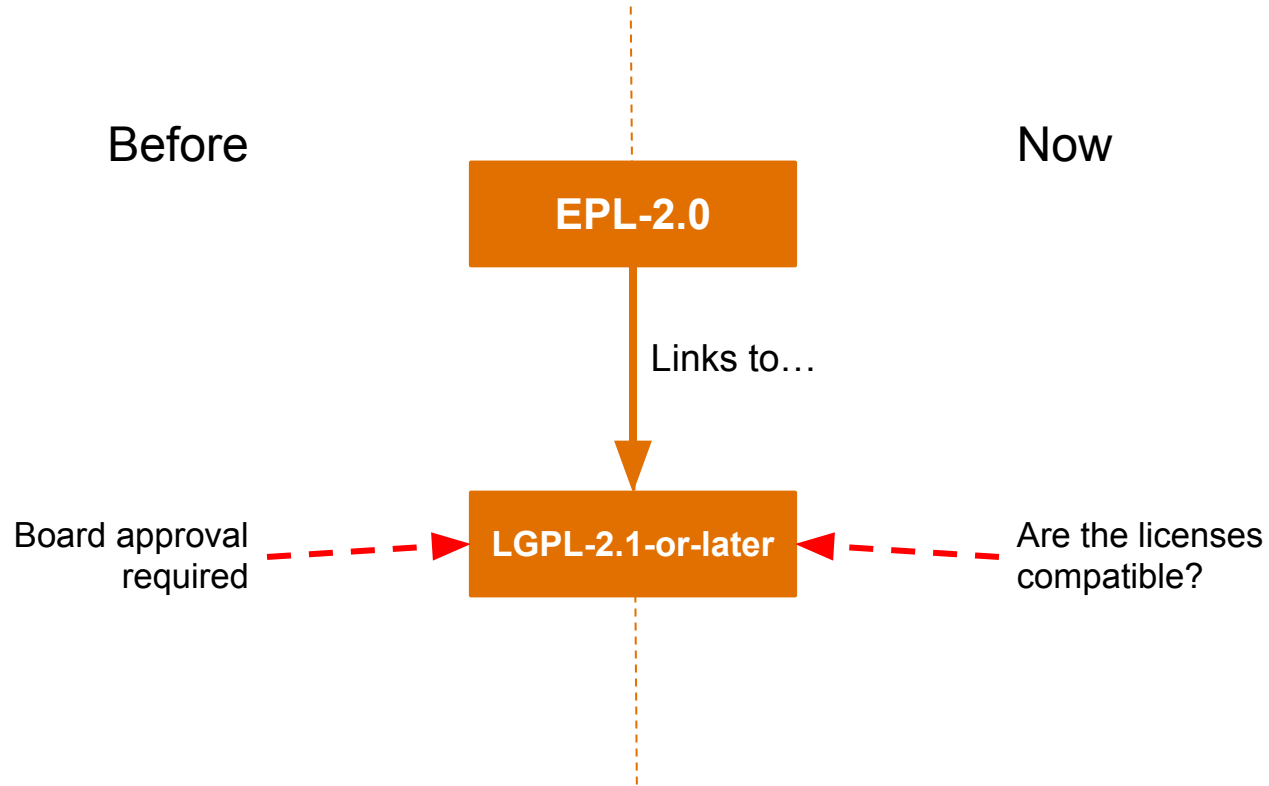 Before
Now
EPL-2.0
Links to…
Board approval
required
LGPL-2.1-or-later
Are the licenses
compatible?